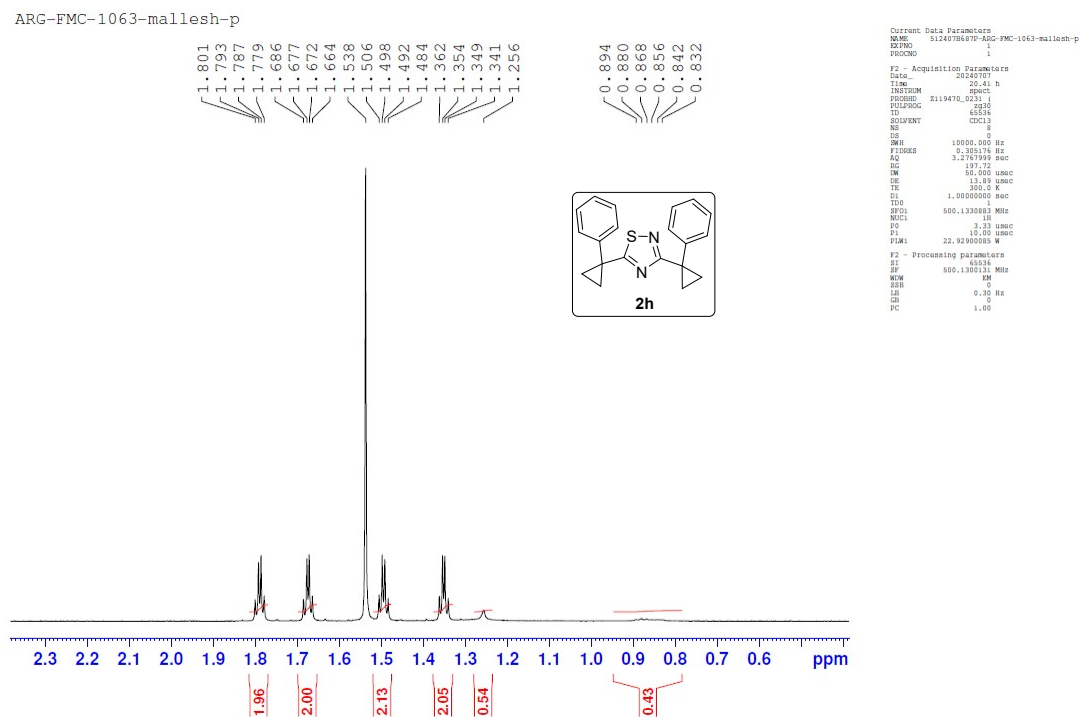 ARG-FMC-1063-mallesh-p
1.801
1.793
1.787
1.779
1.686
1.677
1.672
1.664
1.538
1.506
1.498
1.492
1.484
1.362
1.354
1.349
1.341
1.256
0.894
0.880
0.868
0.856
0.842
0.832
Current Data Parameters
NAME 512407B687P-ARG-FMC-1063-mallesh-p
EXPNO 1
PROCNO 1
F2 - Acquisition Parameters
Date_ 20240707
Time 20.41 h
INSTRUM spect
PROBHD Z119470_0231 (
PULPROG zg30
TD 65536
SOLVENT CDCl3
NS 8
DS 0
SWH 10000.000 Hz
FIDRES 0.305176 Hz
AQ 3.2767999 sec
RG 197.72
DW 50.000 usec
DE 13.89 usec
TE 300.0 K
D1 1.00000000 sec
TD0 1
SFO1 500.1330883 MHz
NUC1 1H
P0 3.33 usec
P1 10.00 usec
PLW1 22.92900085 W
F2 - Processing parameters
SI 65536
SF 500.1300131 MHz
WDW EM
SSB 0
LB 0.30 Hz
GB 0
PC 1.00
S N
N
2h
2.3 2.2 2.1 2.0 1.9 1.8 1.7 1.6 1.5 1.4 1.3 1.2 1.1 1.0 0.9 0.8 0.7 0.6 ppm
1.96
2.00
2.13
2.05
0.54
0.43